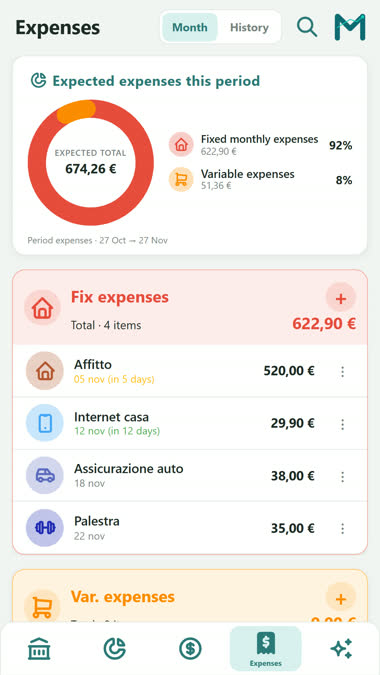 Expenses
Month
History
Expected expenses this period
EXPECTED TOTAL
674,26 €
Fixed monthly expenses
622,90 €
92%
Variable expenses
51,36 €
8%
Period expenses · 27 Oct → 27 Nov
Fix expenses
Total · 4 items
+
622,90 €
Affitto
05 nov (in 5 days)
520,00 €
Internet casa
12 nov (in 12 days)
29,90 €
Assicurazione auto
18 nov
38,00 €
Palestra
22 nov
35,00 €
Var. expenses
+
Expenses